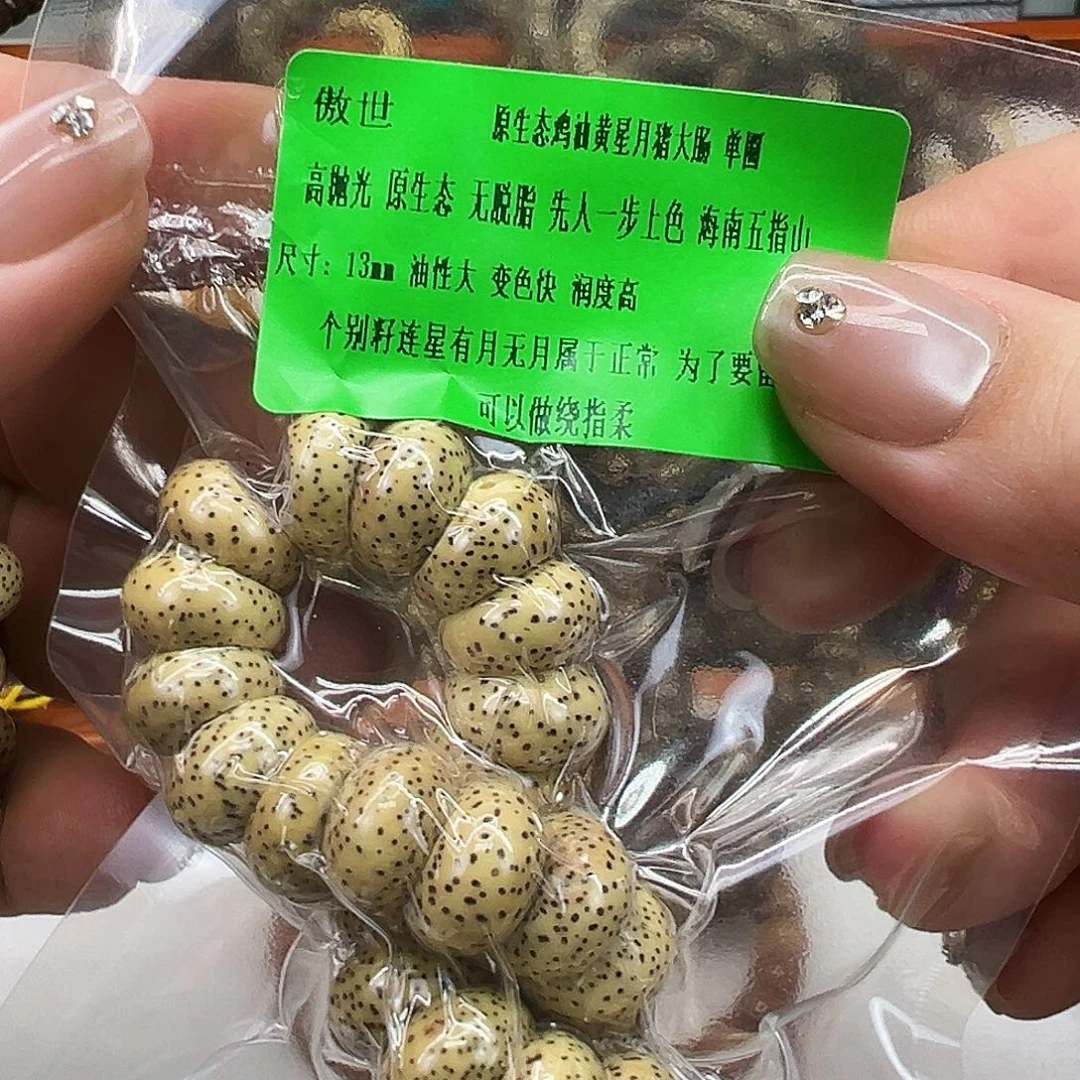 傲世 原生态鸡油黄星月猪大肠 单圈
高抛光 原生态 无脱脂 先人一步上色 海南五指山
尺寸：13mm 油性大 变色快 润度高
个别籽连星有月无月属于正常 为了要留
可以做绕指柔